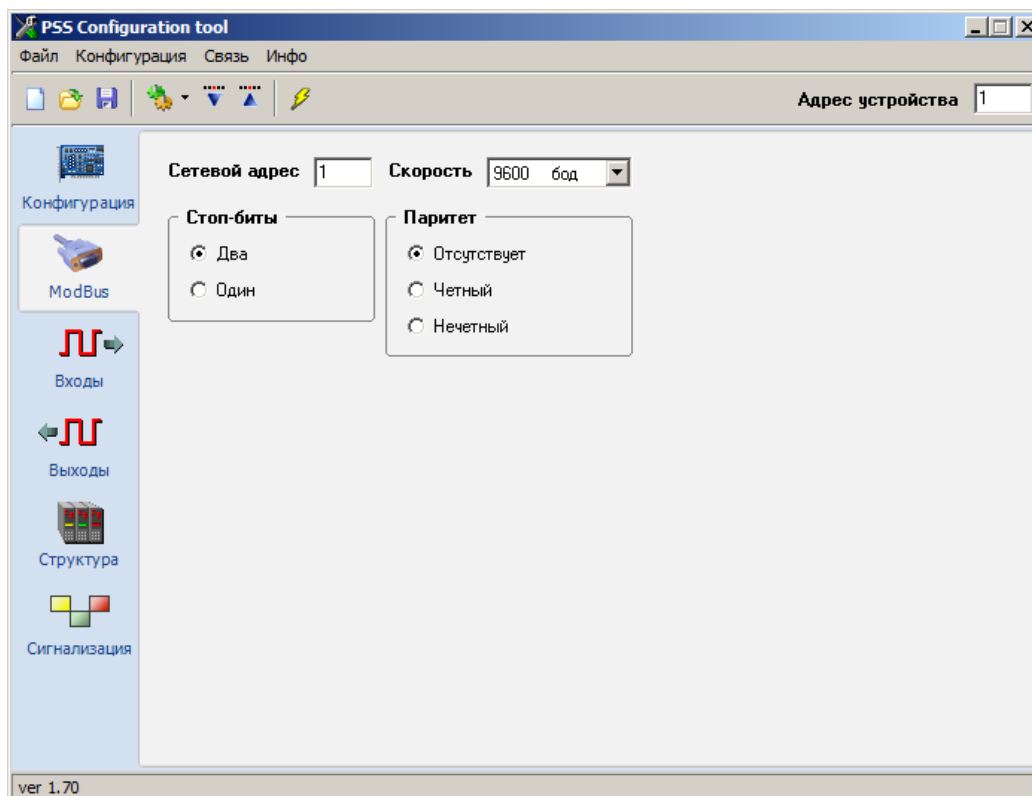 PSS Configuration tool
Файл Конфигурация Связь Инфо
Адрес устройства 1
Конфигурация
ModBus
Входы
Выходы
Структура
Сигнализация
Сетевой адрес 1 Скорость 9600 бод
Стоп-биты
Два
Один
Паритет
Отсутствует
Четный
Нечетный
ver 1.70